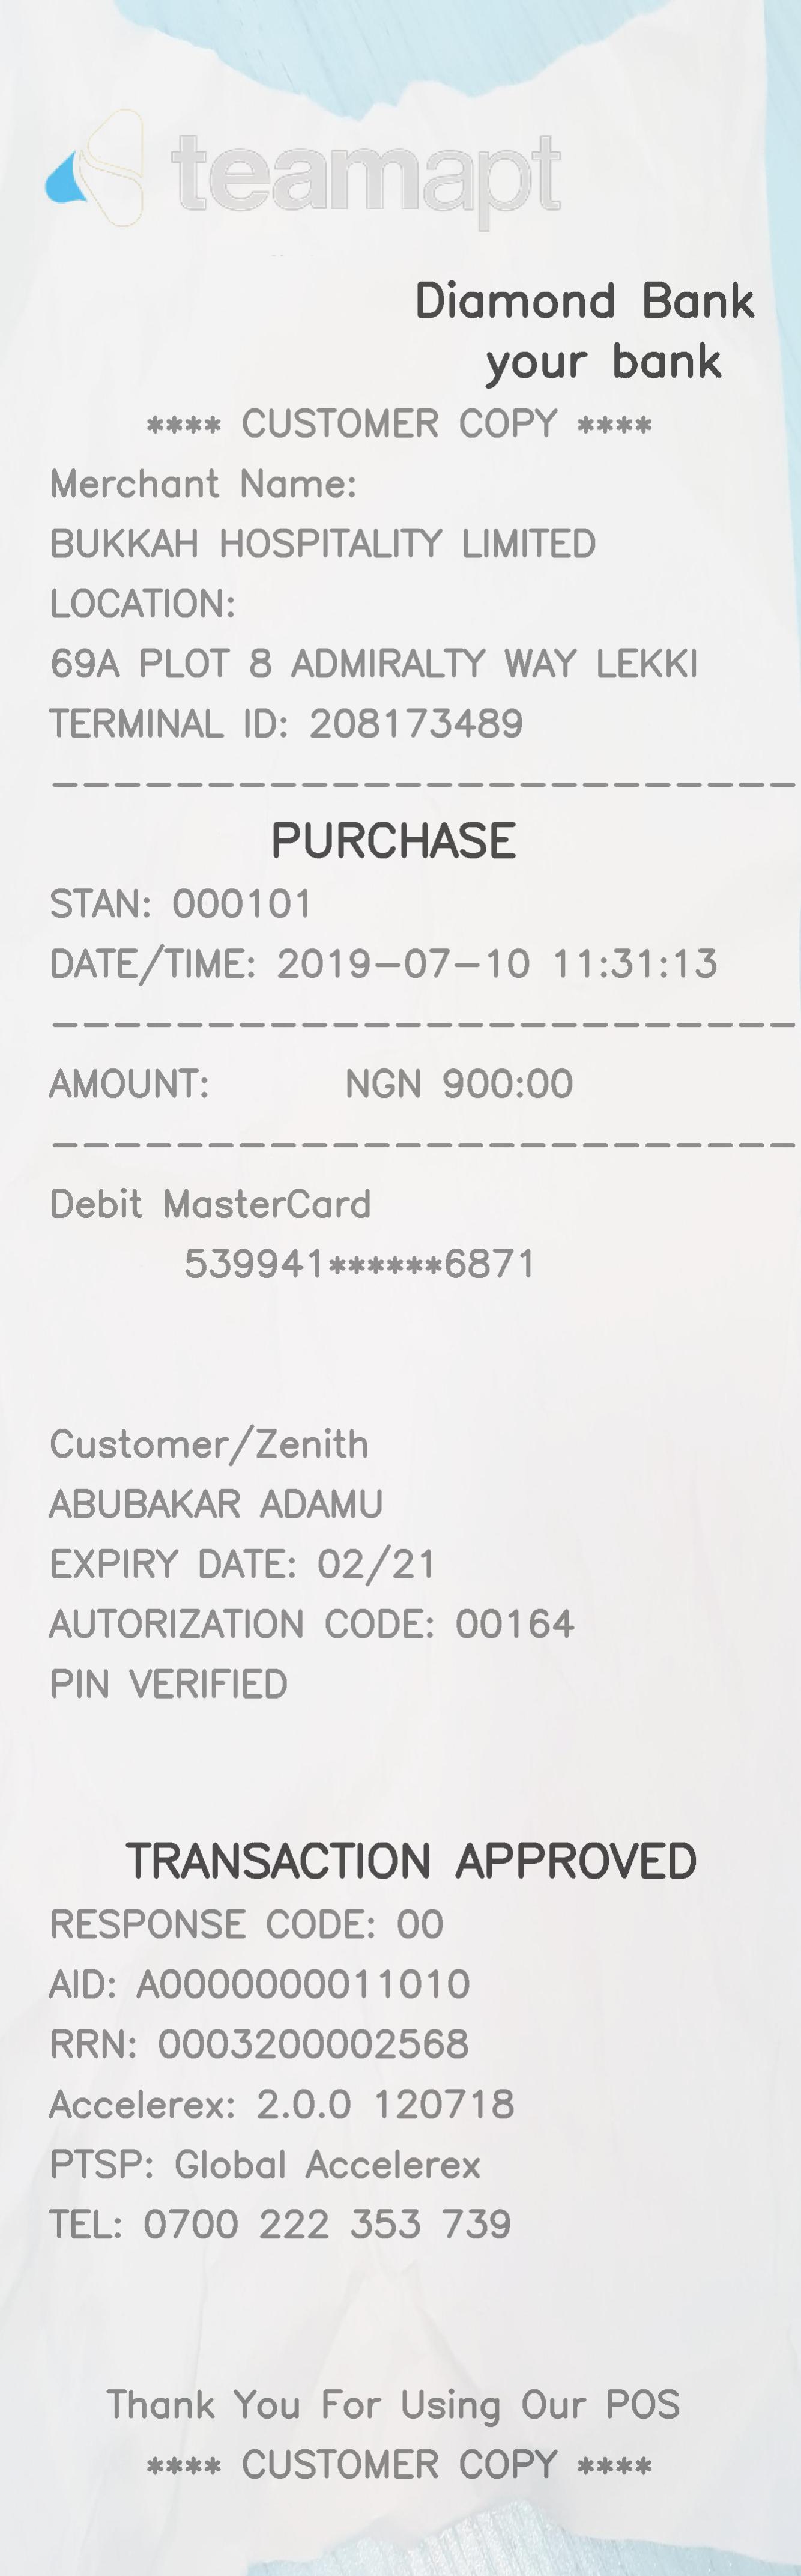 teamapt
Diamond Bank
your bank
**** CUSTOMER COPY ****
Merchant Name:
BUKKAH HOSPITALITY LIMITED
LOCATION:
69A PLOT 8 ADMIRALTY WAY LEKKI
TERMINAL ID: 208173489
------------------------
PURCHASE
STAN: 000101
DATE/TIME: 2019-07-10 11:31:13
------------------------
AMOUNT: NGN 900:00
------------------------
Debit MasterCard
539941******6871
Customer/Zenith
ABUBAKAR ADAMU
EXPIRY DATE: 02/21
AUTORIZATION CODE: 00164
PIN VERIFIED
TRANSACTION APPROVED
RESPONSE CODE: 00
AID: A0000000011010
RRN: 0003200002568
Accelerex: 2.0.0 120718
PTSP: Global Accelerex
TEL: 0700 222 353 739
Thank You For Using Our POS
**** CUSTOMER COPY ****